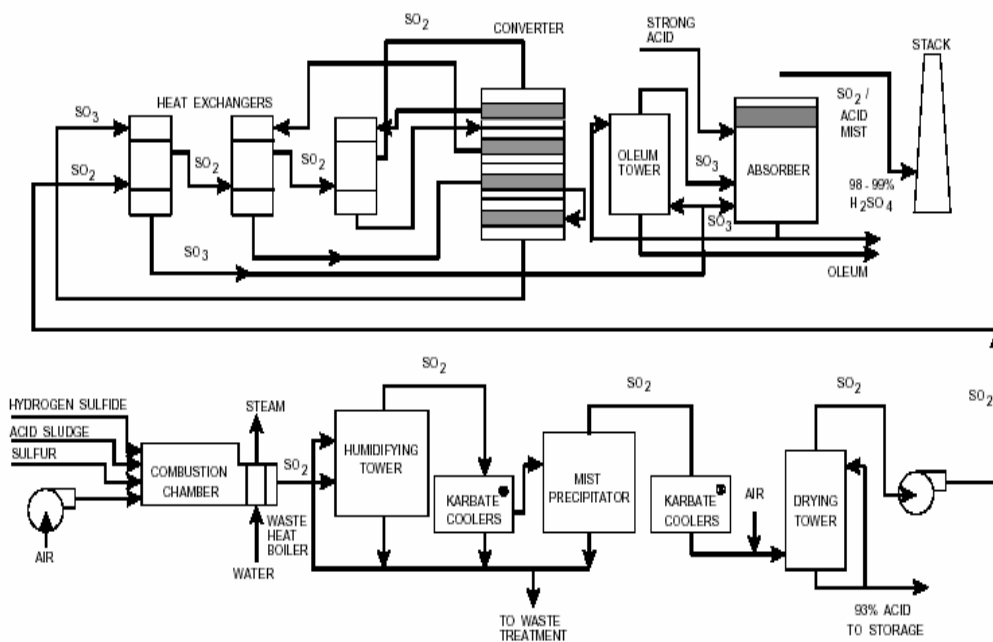 SO2
CONVERTER
STRONG
ACID
STACK
HEAT EXCHANGERS
SO3
SO2
SO2
SO2
SO3
OLEUM
TOWER
SO3
SO3
ABSORBER
SO2 /
ACID
MIST
98 - 99%
H2SO4
OLEUM
SO2
SO2
SO2
SO2
HYDROGEN SULFIDE
ACID SLUDGE
SULFUR
AIR
STEAM
COMBUSTION
CHAMBER
SO2
WASTE
HEAT
BOILER
WATER
HUMIDIFYING
TOWER
KARBATE
COOLERS
MIST
PRECIPITATOR
KARBATE
COOLERS
AIR
DRYING
TOWER
TO WASTE
TREATMENT
93% ACID
TO STORAGE